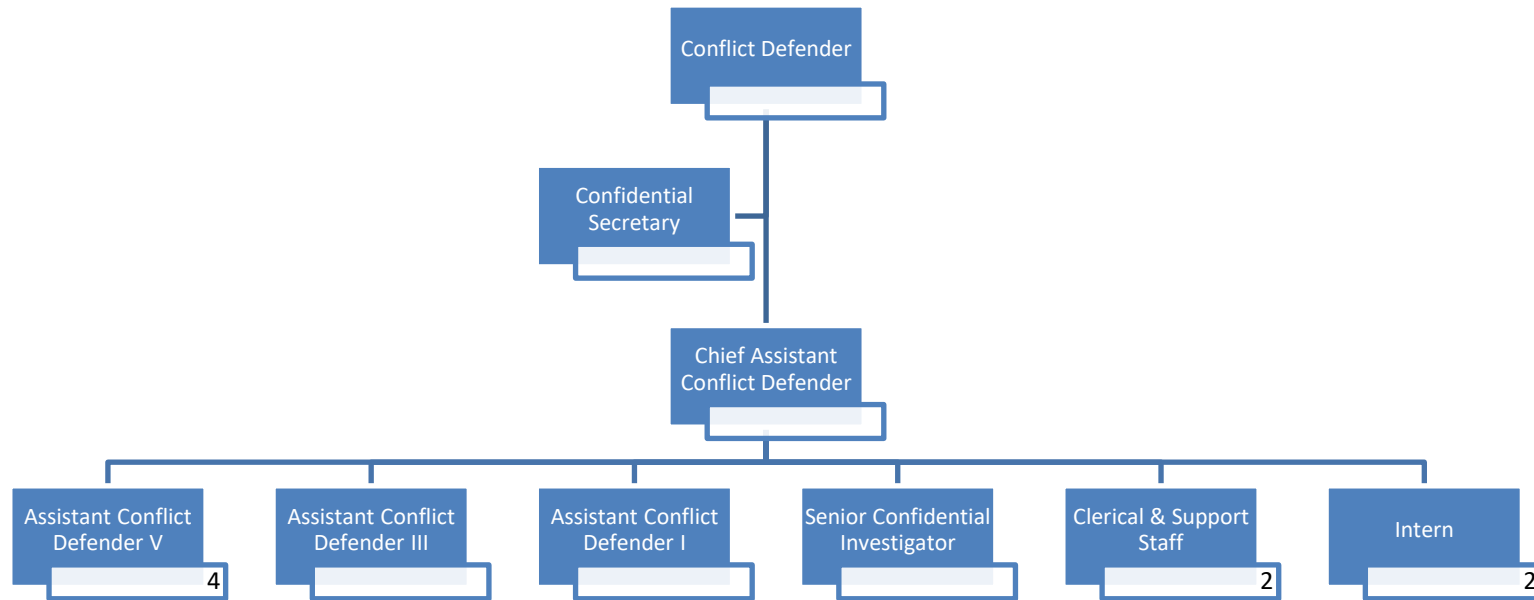 Conflict Defender
Confidential
Secretary
Chief Assistant
Conflict Defender
Assistant Conflict
Defender V
4
Assistant Conflict
Defender III
Assistant Conflict
Defender I
Senior Confidential
Investigator
Clerical & Support
Staff
2
Intern
2